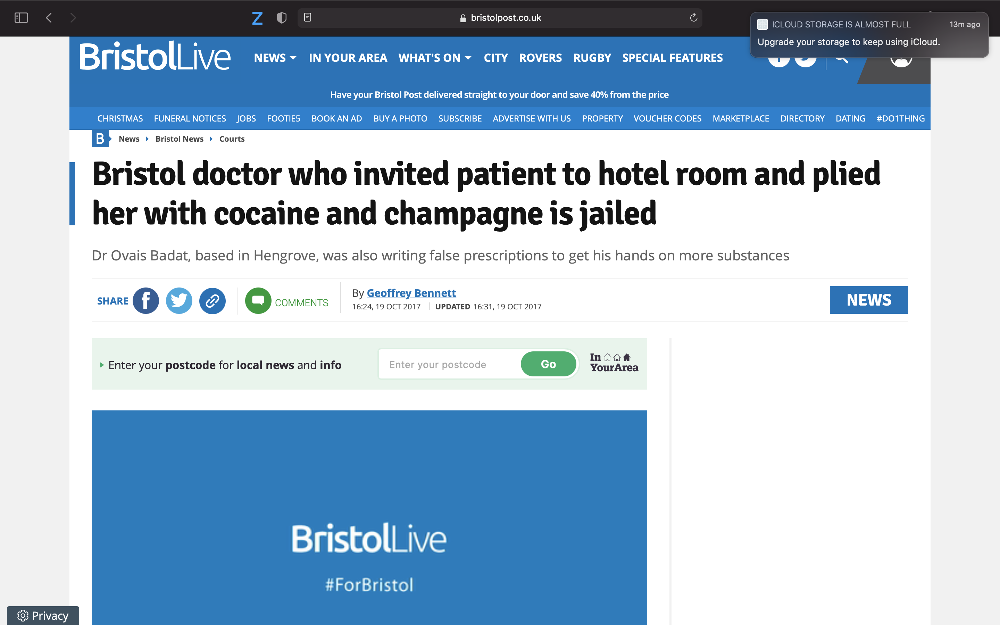 Z
bristolpost.co.uk
ICLOUD STORAGE IS ALMOST FULL 13m ago
Upgrade your storage to keep using iCloud.
BristolLive
NEWS IN YOUR AREA WHAT'S ON CITY ROVERS RUGBY SPECIAL FEATURES
Have your Bristol Post delivered straight to your door and save 40% from the price
CHRISTMAS FUNERAL NOTICES JOBS FOOTIE5 BOOK AN AD BUY A PHOTO SUBSCRIBE ADVERTISE WITH US PROPERTY VOUCHER CODES MARKETPLACE DIRECTORY DATING #DO1THING
B News Bristol News Courts
Bristol doctor who invited patient to hotel room and plied
her with cocaine and champagne is jailed
Dr Ovais Badat, based in Hengrove, was also writing false prescriptions to get his hands on more substances
SHARE f COMMENTS
By Geoffrey Bennett
16:24, 19 OCT 2017 UPDATED 16:31, 19 OCT 2017
NEWS
Enter your postcode for local news and info
Enter your postcode Go
In
YourArea
BristolLive
#ForBristol
Privacy